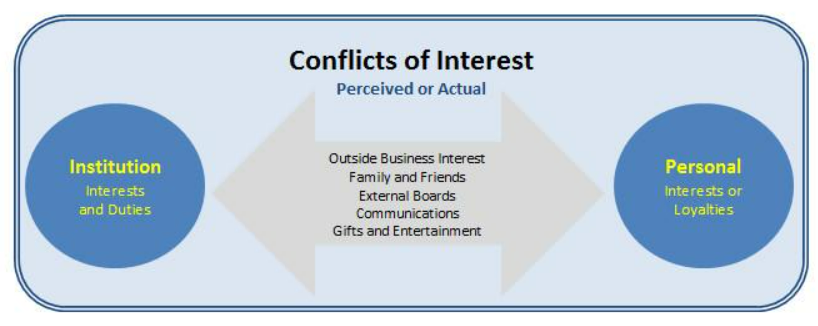 Conflicts of Interest
Perceived or Actual
Institution
Interests
and Duties
Outside Business Interest
Family and Friends
External Boards
Communications
Gifts and Entertainment
Personal
Interests or
Loyalties